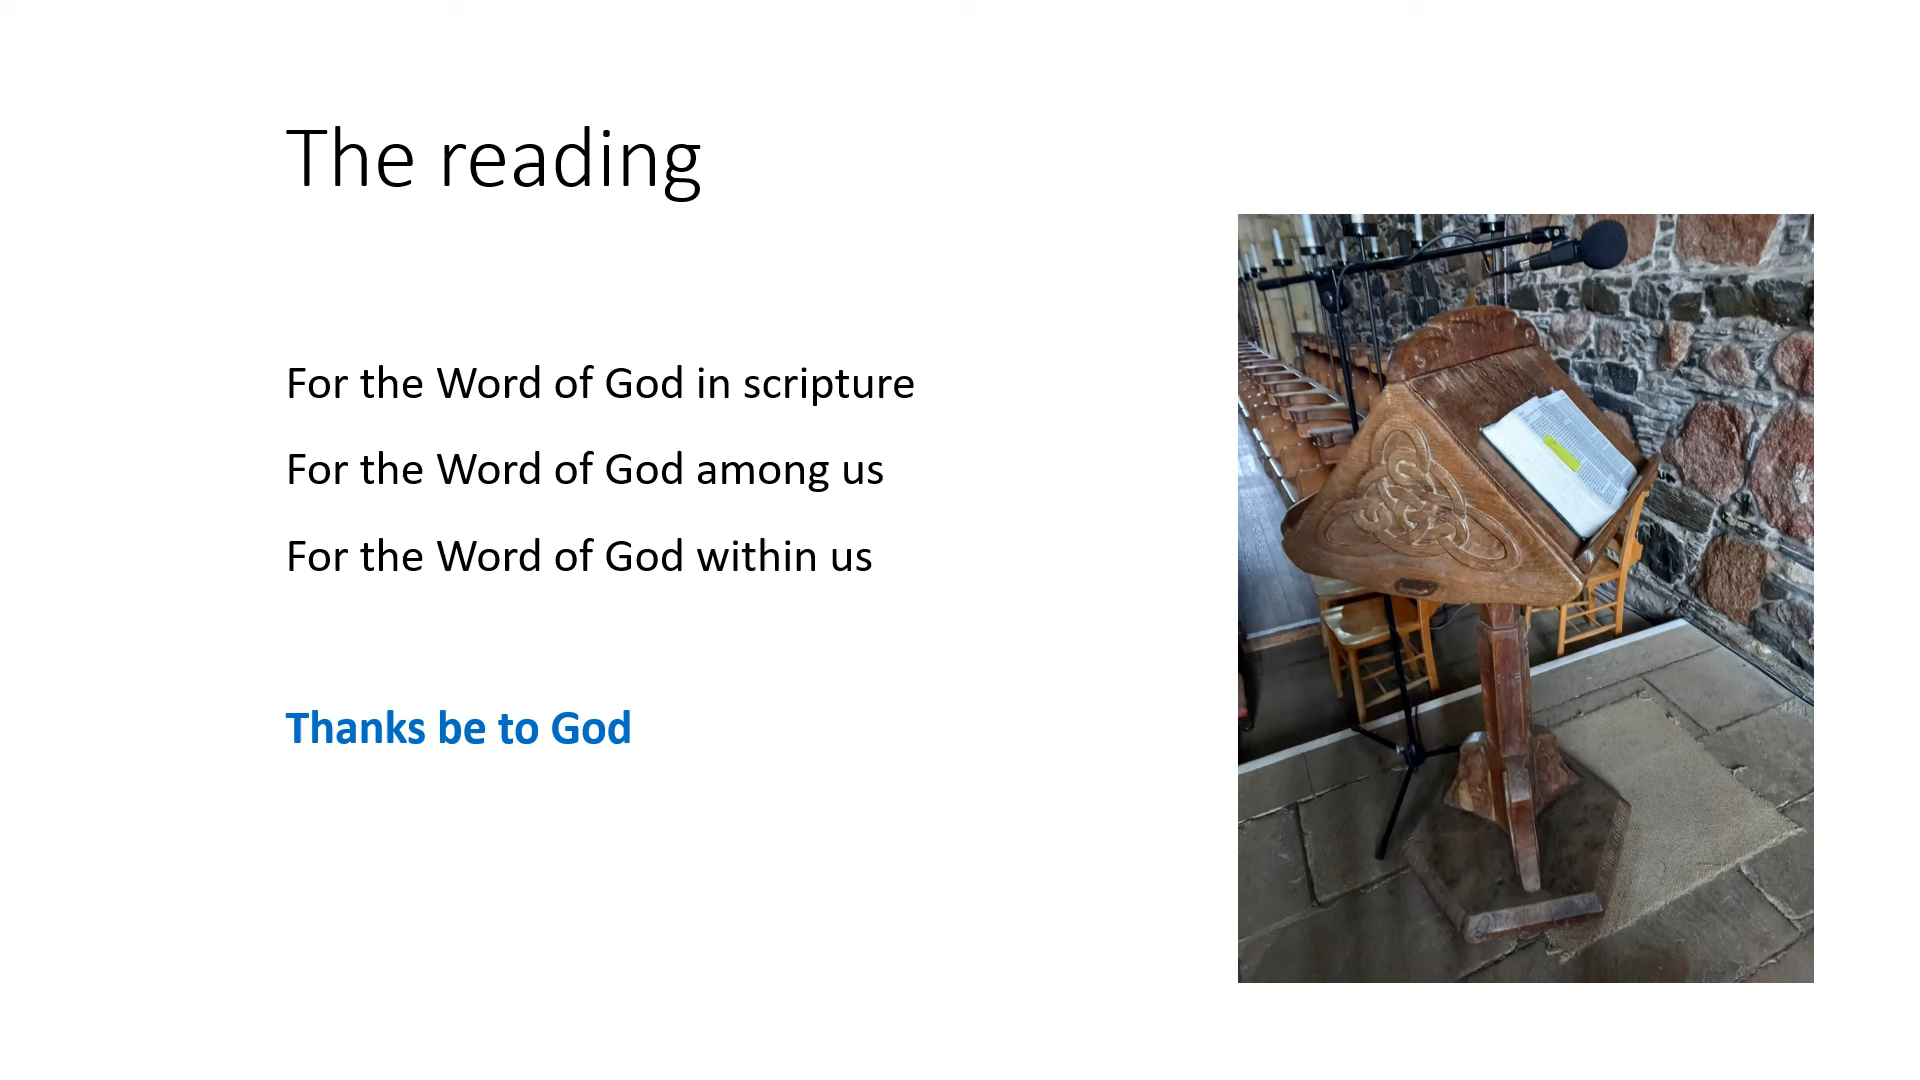 The reading
For the Word of God in scripture
For the Word of God among us
For the Word of God within us
Thanks be to God